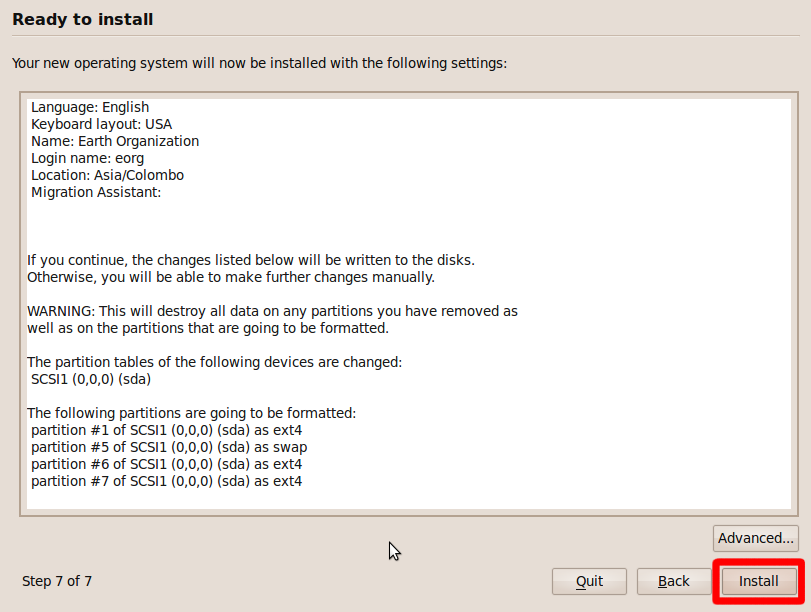 Ready to install
Your new operating system will now be installed with the following settings:
Language: English
Keyboard layout: USA
Name: Earth Organization
Login name: eorg
Location: Asia/Colombo
Migration Assistant:
If you continue, the changes listed below will be written to the disks.
Otherwise, you will be able to make further changes manually.
WARNING: This will destroy all data on any partitions you have removed as
well as on the partitions that are going to be formatted.
The partition tables of the following devices are changed:
SCSI1 (0,0,0) (sda)
The following partitions are going to be formatted:
partition #1 of SCSI1 (0,0,0) (sda) as ext4
partition #5 of SCSI1 (0,0,0) (sda) as swap
partition #6 of SCSI1 (0,0,0) (sda) as ext4
partition #7 of SCSI1 (0,0,0) (sda) as ext4
Advanced...
Step 7 of 7 Quit Back Install